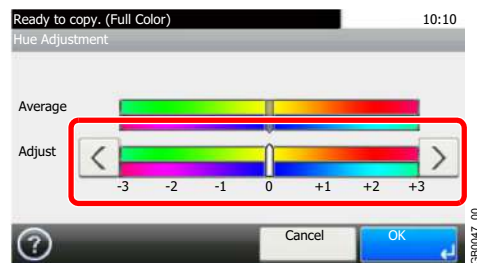 Ready to copy. (Full Color) 10:10
Hue Adjustment
Average
Adjust
-3 -2 -1 0 +1 +2 +3
? Cancel OK
GB0047_00